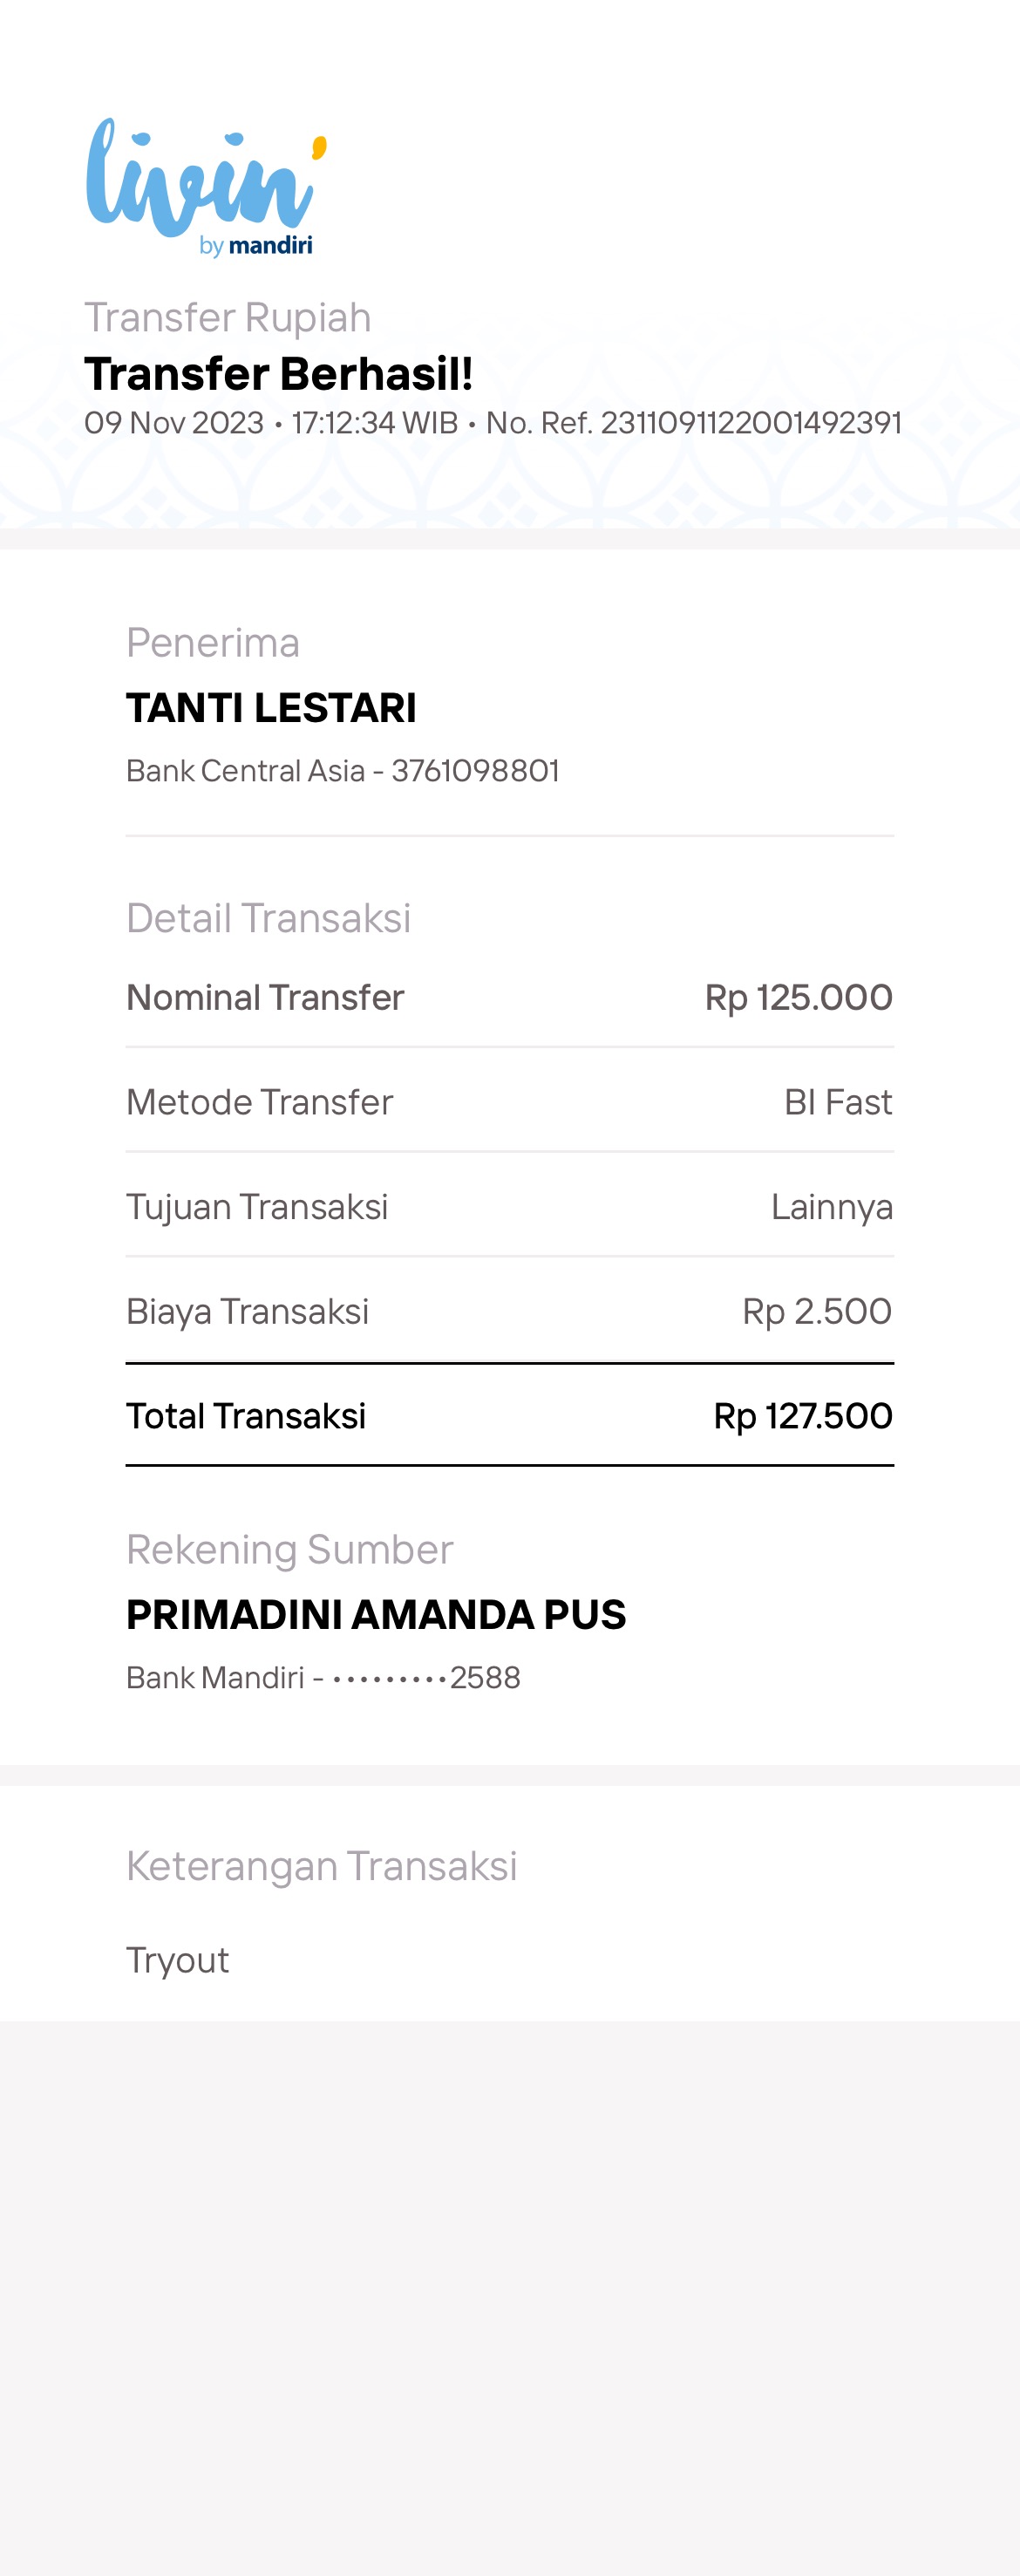 livin'
by mandiri
Transfer Rupiah
Transfer Berhasil!
09 Nov 2023 • 17:12:34 WIB • No. Ref. 2311091122001492391
Penerima
TANTI LESTARI
Bank Central Asia - 3761098801
Detail Transaksi
Nominal Transfer Rp 125.000
Metode Transfer BI Fast
Tujuan Transaksi Lainnya
Biaya Transaksi Rp 2.500
Total Transaksi Rp 127.500
Rekening Sumber
PRIMADINI AMANDA PUS
Bank Mandiri - •••••••••2588
Keterangan Transaksi
Tryout